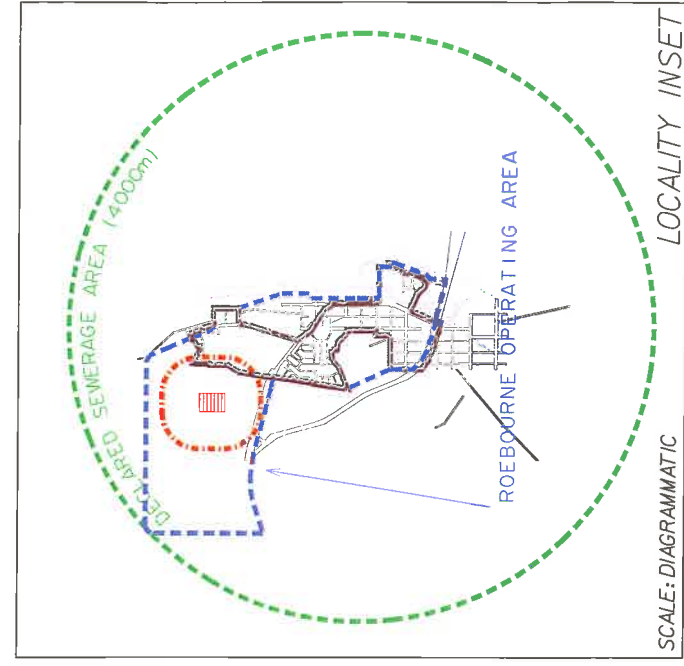 DECLARED SEWERAGE AREA (4000m)
ROEBOURNE OPERATING AREA
SCALE: DIAGRAMMATIC
LOCALITY INSET